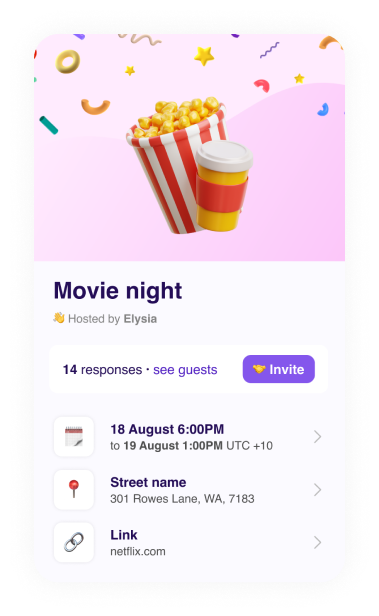 Movie night
👋 Hosted by Elysia
14 responses · see guests
🤝 Invite
18 August 6:00PM
to 19 August 1:00PM UTC +10
Street name
301 Rowes Lane, WA, 7183
Link
netflix.com